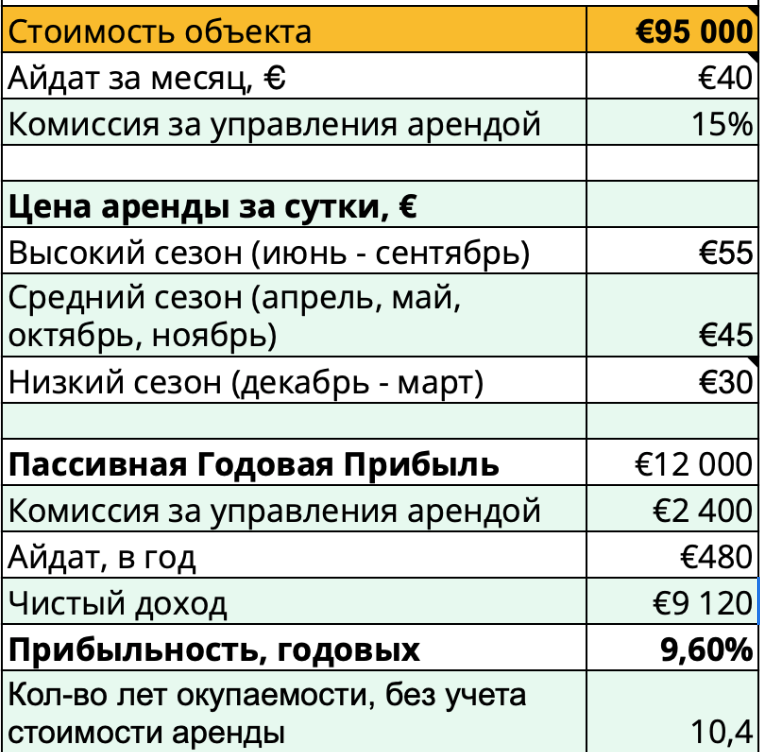 Стоимость объекта €95 000
Айдат за месяц, € €40
Комиссия за управления арендой 15%
Цена аренды за сутки, €
Высокий сезон (июнь - сентябрь) €55
Средний сезон (апрель, май,
октябрь, ноябрь) €45
Низкий сезон (декабрь - март) €30
Пассивная Годовая Прибыль €12 000
Комиссия за управления арендой €2 400
Айдат, в год €480
Чистый доход €9 120
Прибыльность, годовых 9,60%
Кол-во лет окупаемости, без учета
стоимости аренды 10,4